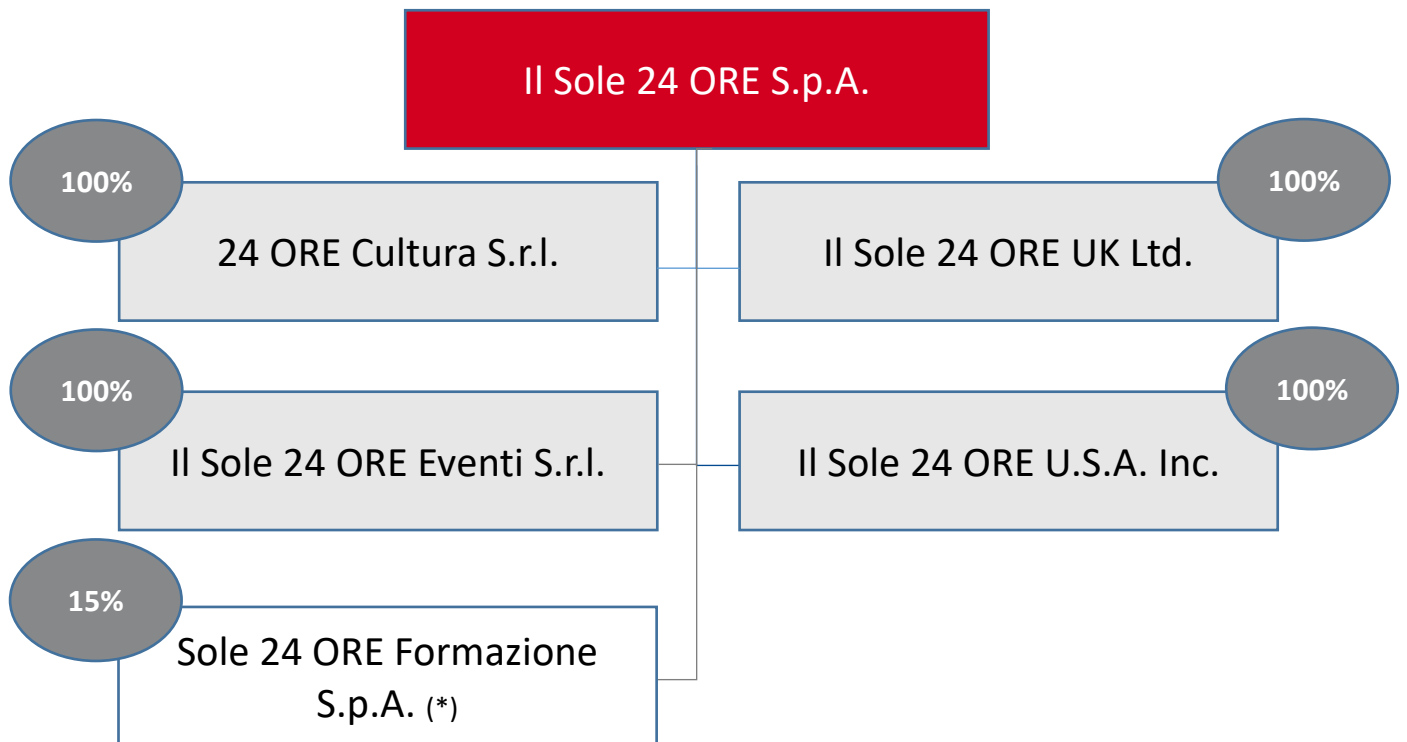 Il Sole 24 ORE S.p.A.
100%
24 ORE Cultura S.r.l.
100%
Il Sole 24 ORE UK Ltd.
100%
Il Sole 24 ORE Eventi S.r.l.
100%
Il Sole 24 ORE U.S.A. Inc.
15%
Sole 24 ORE Formazione
S.p.A. (*)